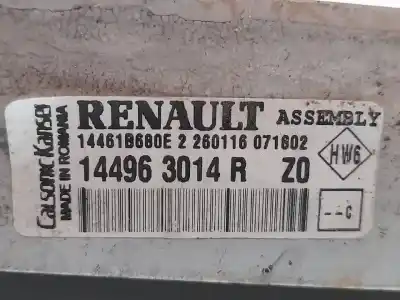 Calsonic Kansei
MADE IN ROMANIA
RENAULT ASSEMBLY
14461B680E 2 260116 071602
14496 3014 R Z0
HW6
--C